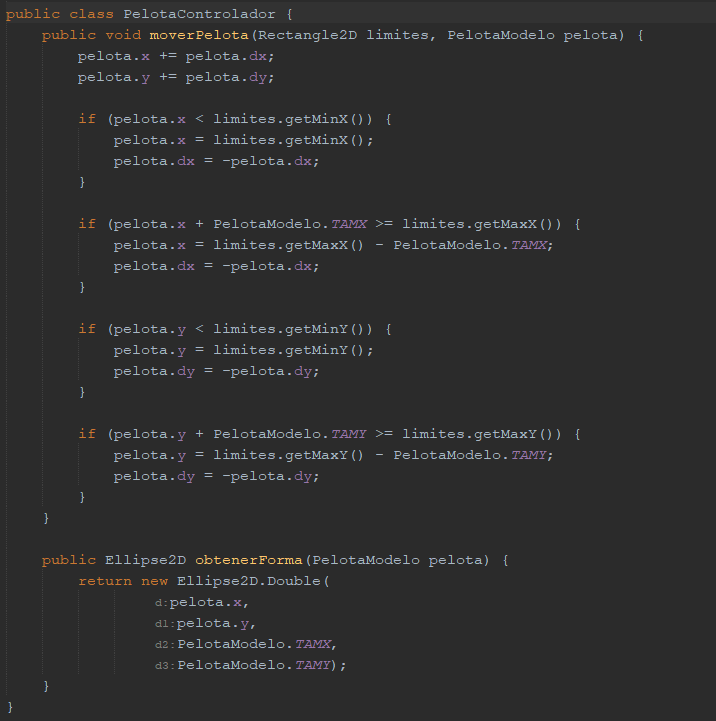 public class PelotaControlador {
    public void moverPelota(Rectangle2D limites, PelotaModelo pelota) {
        pelota.x += pelota.dx;
        pelota.y += pelota.dy;

        if (pelota.x < limites.getMinX()) {
            pelota.x = limites.getMinX();
            pelota.dx = -pelota.dx;
        }

        if (pelota.x + PelotaModelo.TAMX >= limites.getMaxX()) {
            pelota.x = limites.getMaxX() - PelotaModelo.TAMX;
            pelota.dx = -pelota.dx;
        }

        if (pelota.y < limites.getMinY()) {
            pelota.y = limites.getMinY();
            pelota.dy = -pelota.dy;
        }

        if (pelota.y + PelotaModelo.TAMY >= limites.getMaxY()) {
            pelota.y = limites.getMaxY() - PelotaModelo.TAMY;
            pelota.dy = -pelota.dy;
        }
    }

    public Ellipse2D obtenerForma(PelotaModelo pelota) {
        return new Ellipse2D.Double(
                d: pelota.x,
                d1: pelota.y,
                d2: PelotaModelo.TAMX,
                d3: PelotaModelo.TAMY);
    }
}